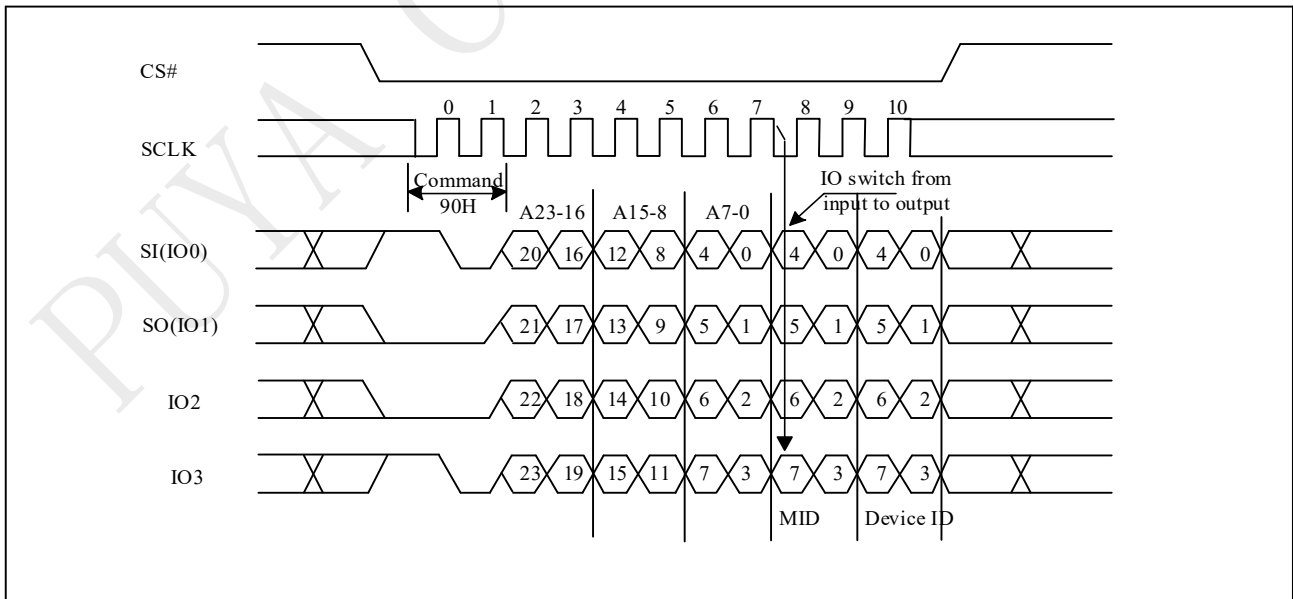 PUYA C
CS#
0 1 2 3 4 5 6 7 8 9 10
SCLK
Command
90H
IO switch from
input to output
A23-16 A15-8 A7-0
SI(IO0) 20 16 12 8 4 0 4 0 4 0
SO(IO1) 21 17 13 9 5 1 5 1 5 1
IO2 22 18 14 10 6 2 6 2 6 2
IO3 23 19 15 11 7 3 7 3 7 3
MID Device ID